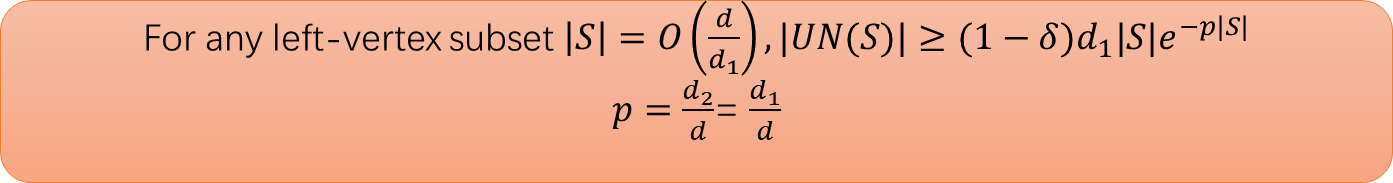 For any left-vertex subset |S| = O(d/d₁), |UN(S)| ≥ (1 − δ)d₁|S|e^{−p|S|}
p = d₂/d = d₁/d